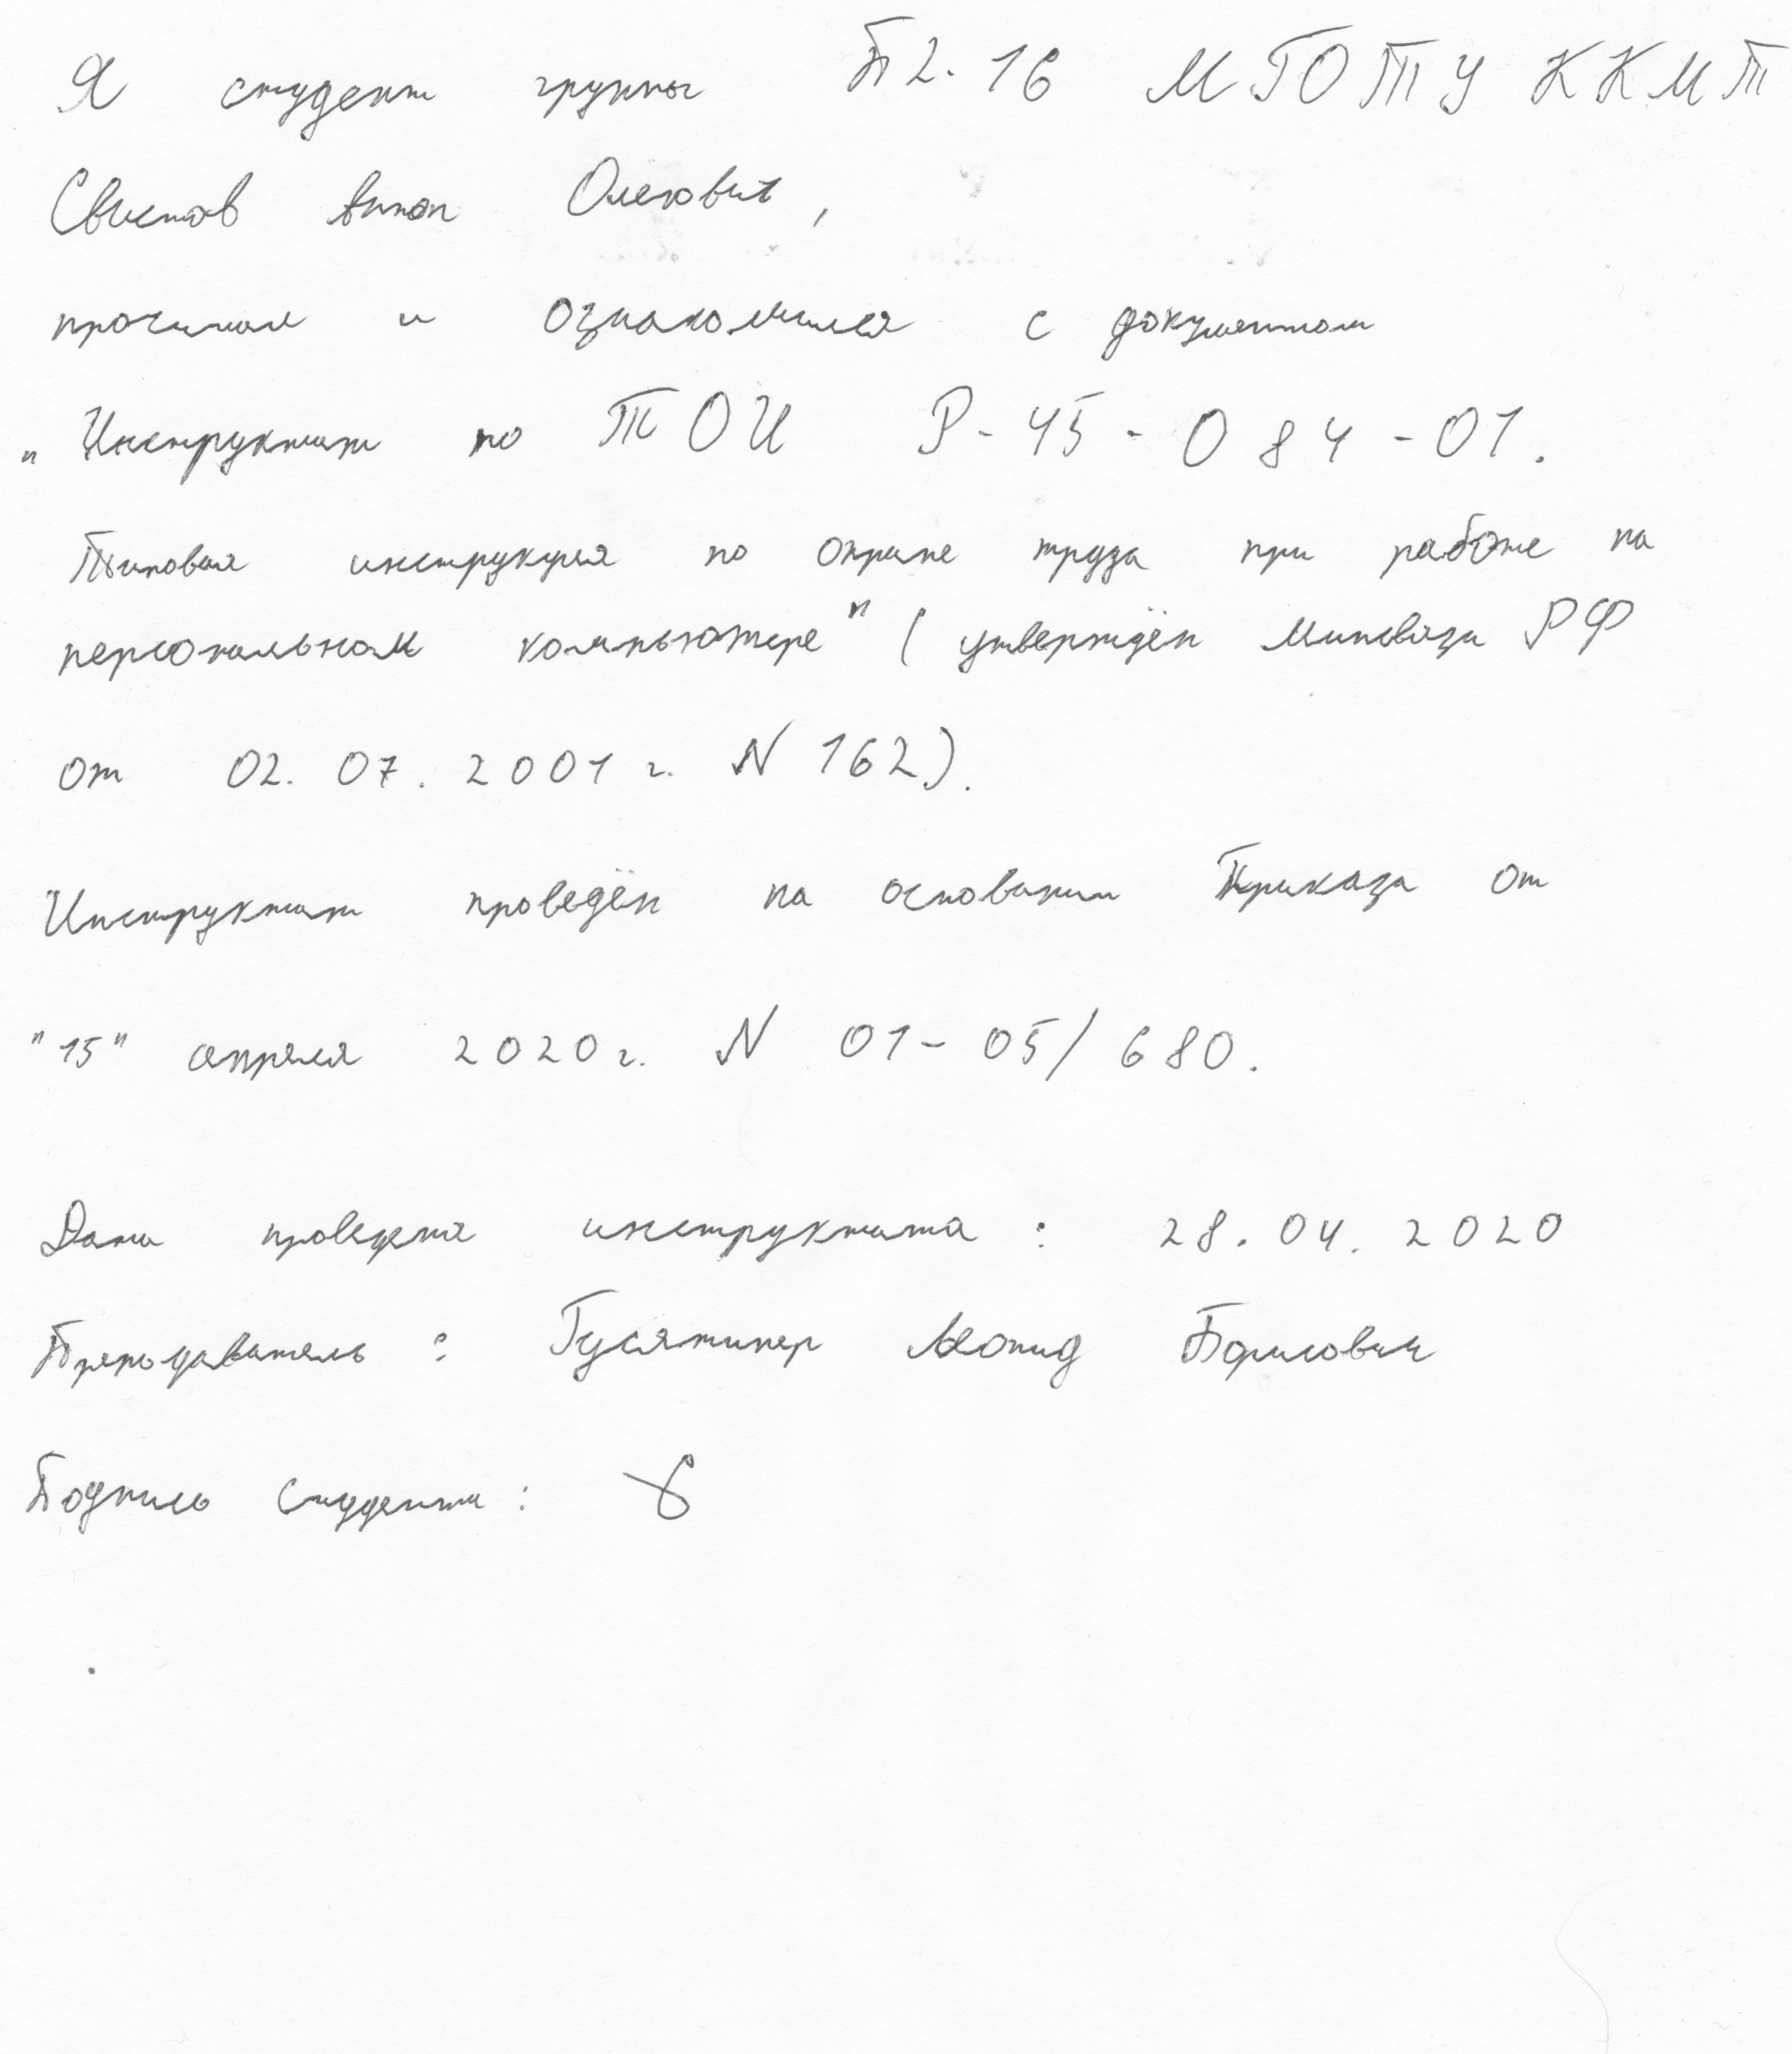 Я студент группы П2-16 МГОТУ ККМТ
Свистов Антон Олегович,
прочитал и ознакомился с документом
"Инструктаж по ТОИ Р-45-084-01.
Типовая инструкция по охране труда при работе на
персональном компьютере" (утверждён Минсвязи РФ
от 02.07.2001 г. N 162).
Инструктаж проведён на основании Приказа от
"15" апреля 2020 г. N 01-05/680.
Дата проведения инструктажа: 28.04.2020
Преподаватель: Гусятинер Леонид Борисович
Подпись студента: